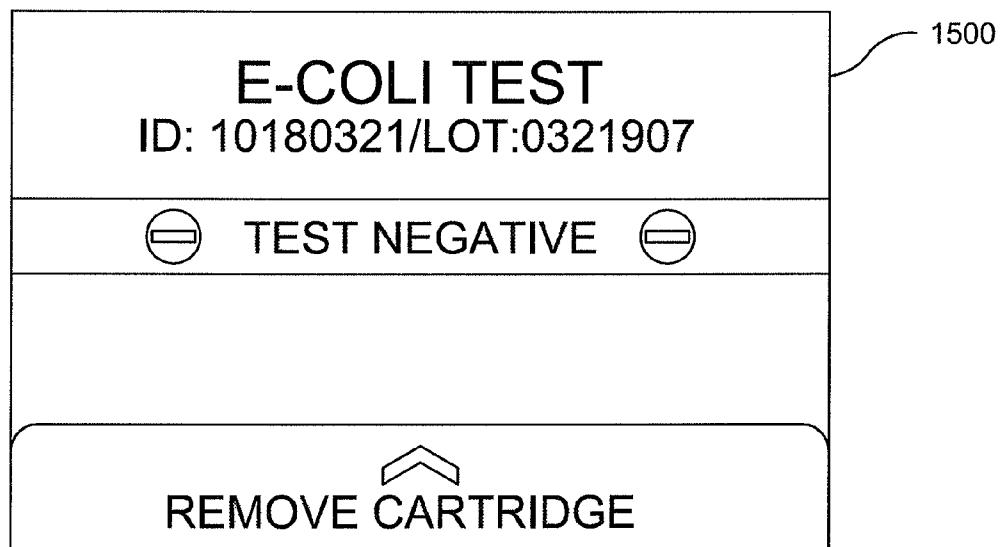 1500
E-COLI TEST
ID: 10180321/LOT:0321907
TEST NEGATIVE
REMOVE CARTRIDGE